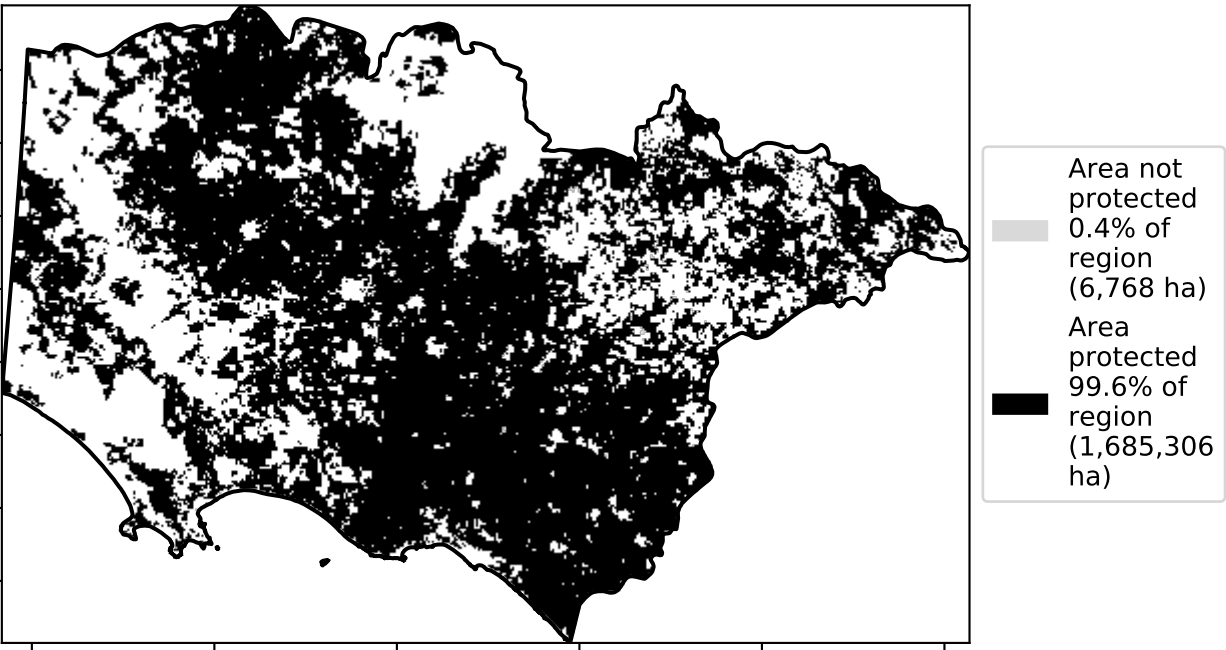 Area not
protected
0.4% of
region
(6,768 ha)
Area
protected
99.6% of
region
(1,685,306
ha)